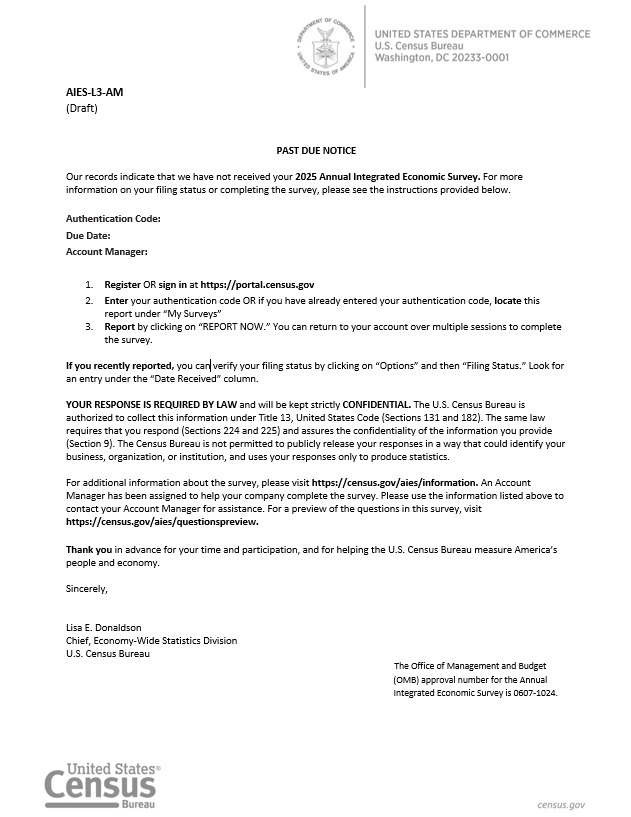 DEPARTMENT OF COMMERCE
UNITED STATES OF AMERICA
UNITED STATES DEPARTMENT OF COMMERCE
U.S. Census Bureau
Washington, DC 20233-0001
AIES-L3-AM
(Draft)
PAST DUE NOTICE
Our records indicate that we have not received your 2025 Annual Integrated Economic Survey. For more
information on your filing status or completing the survey, please see the instructions provided below.
Authentication Code:
Due Date:
Account Manager:
1. Register OR sign in at https://portal.census.gov
2. Enter your authentication code OR if you have already entered your authentication code, locate this
report under “My Surveys”
3. Report by clicking on “REPORT NOW.” You can return to your account over multiple sessions to complete
the survey.
If you recently reported, you can verify your filing status by clicking on “Options” and then “Filing Status.” Look for
an entry under the “Date Received” column.
YOUR RESPONSE IS REQUIRED BY LAW and will be kept strictly CONFIDENTIAL. The U.S. Census Bureau is
authorized to collect this information under Title 13, United States Code (Sections 131 and 182). The same law
requires that you respond (Sections 224 and 225) and assures the confidentiality of the information you provide
(Section 9). The Census Bureau is not permitted to publicly release your responses in a way that could identify your
business, organization, or institution, and uses your responses only to produce statistics.
For additional information about the survey, please visit https://census.gov/aies/information. An Account
Manager has been assigned to help your company complete the survey. Please use the information listed above to
contact your Account Manager for assistance. For a preview of the questions in this survey, visit
https://census.gov/aies/questionspreview.
Thank you in advance for your time and participation, and for helping the U.S. Census Bureau measure America’s
people and economy.
Sincerely,
Lisa E. Donaldson
Chief, Economy-Wide Statistics Division
U.S. Census Bureau
The Office of Management and Budget
(OMB) approval number for the Annual
Integrated Economic Survey is 0607-1024.
United States®
Census
Bureau
census.gov